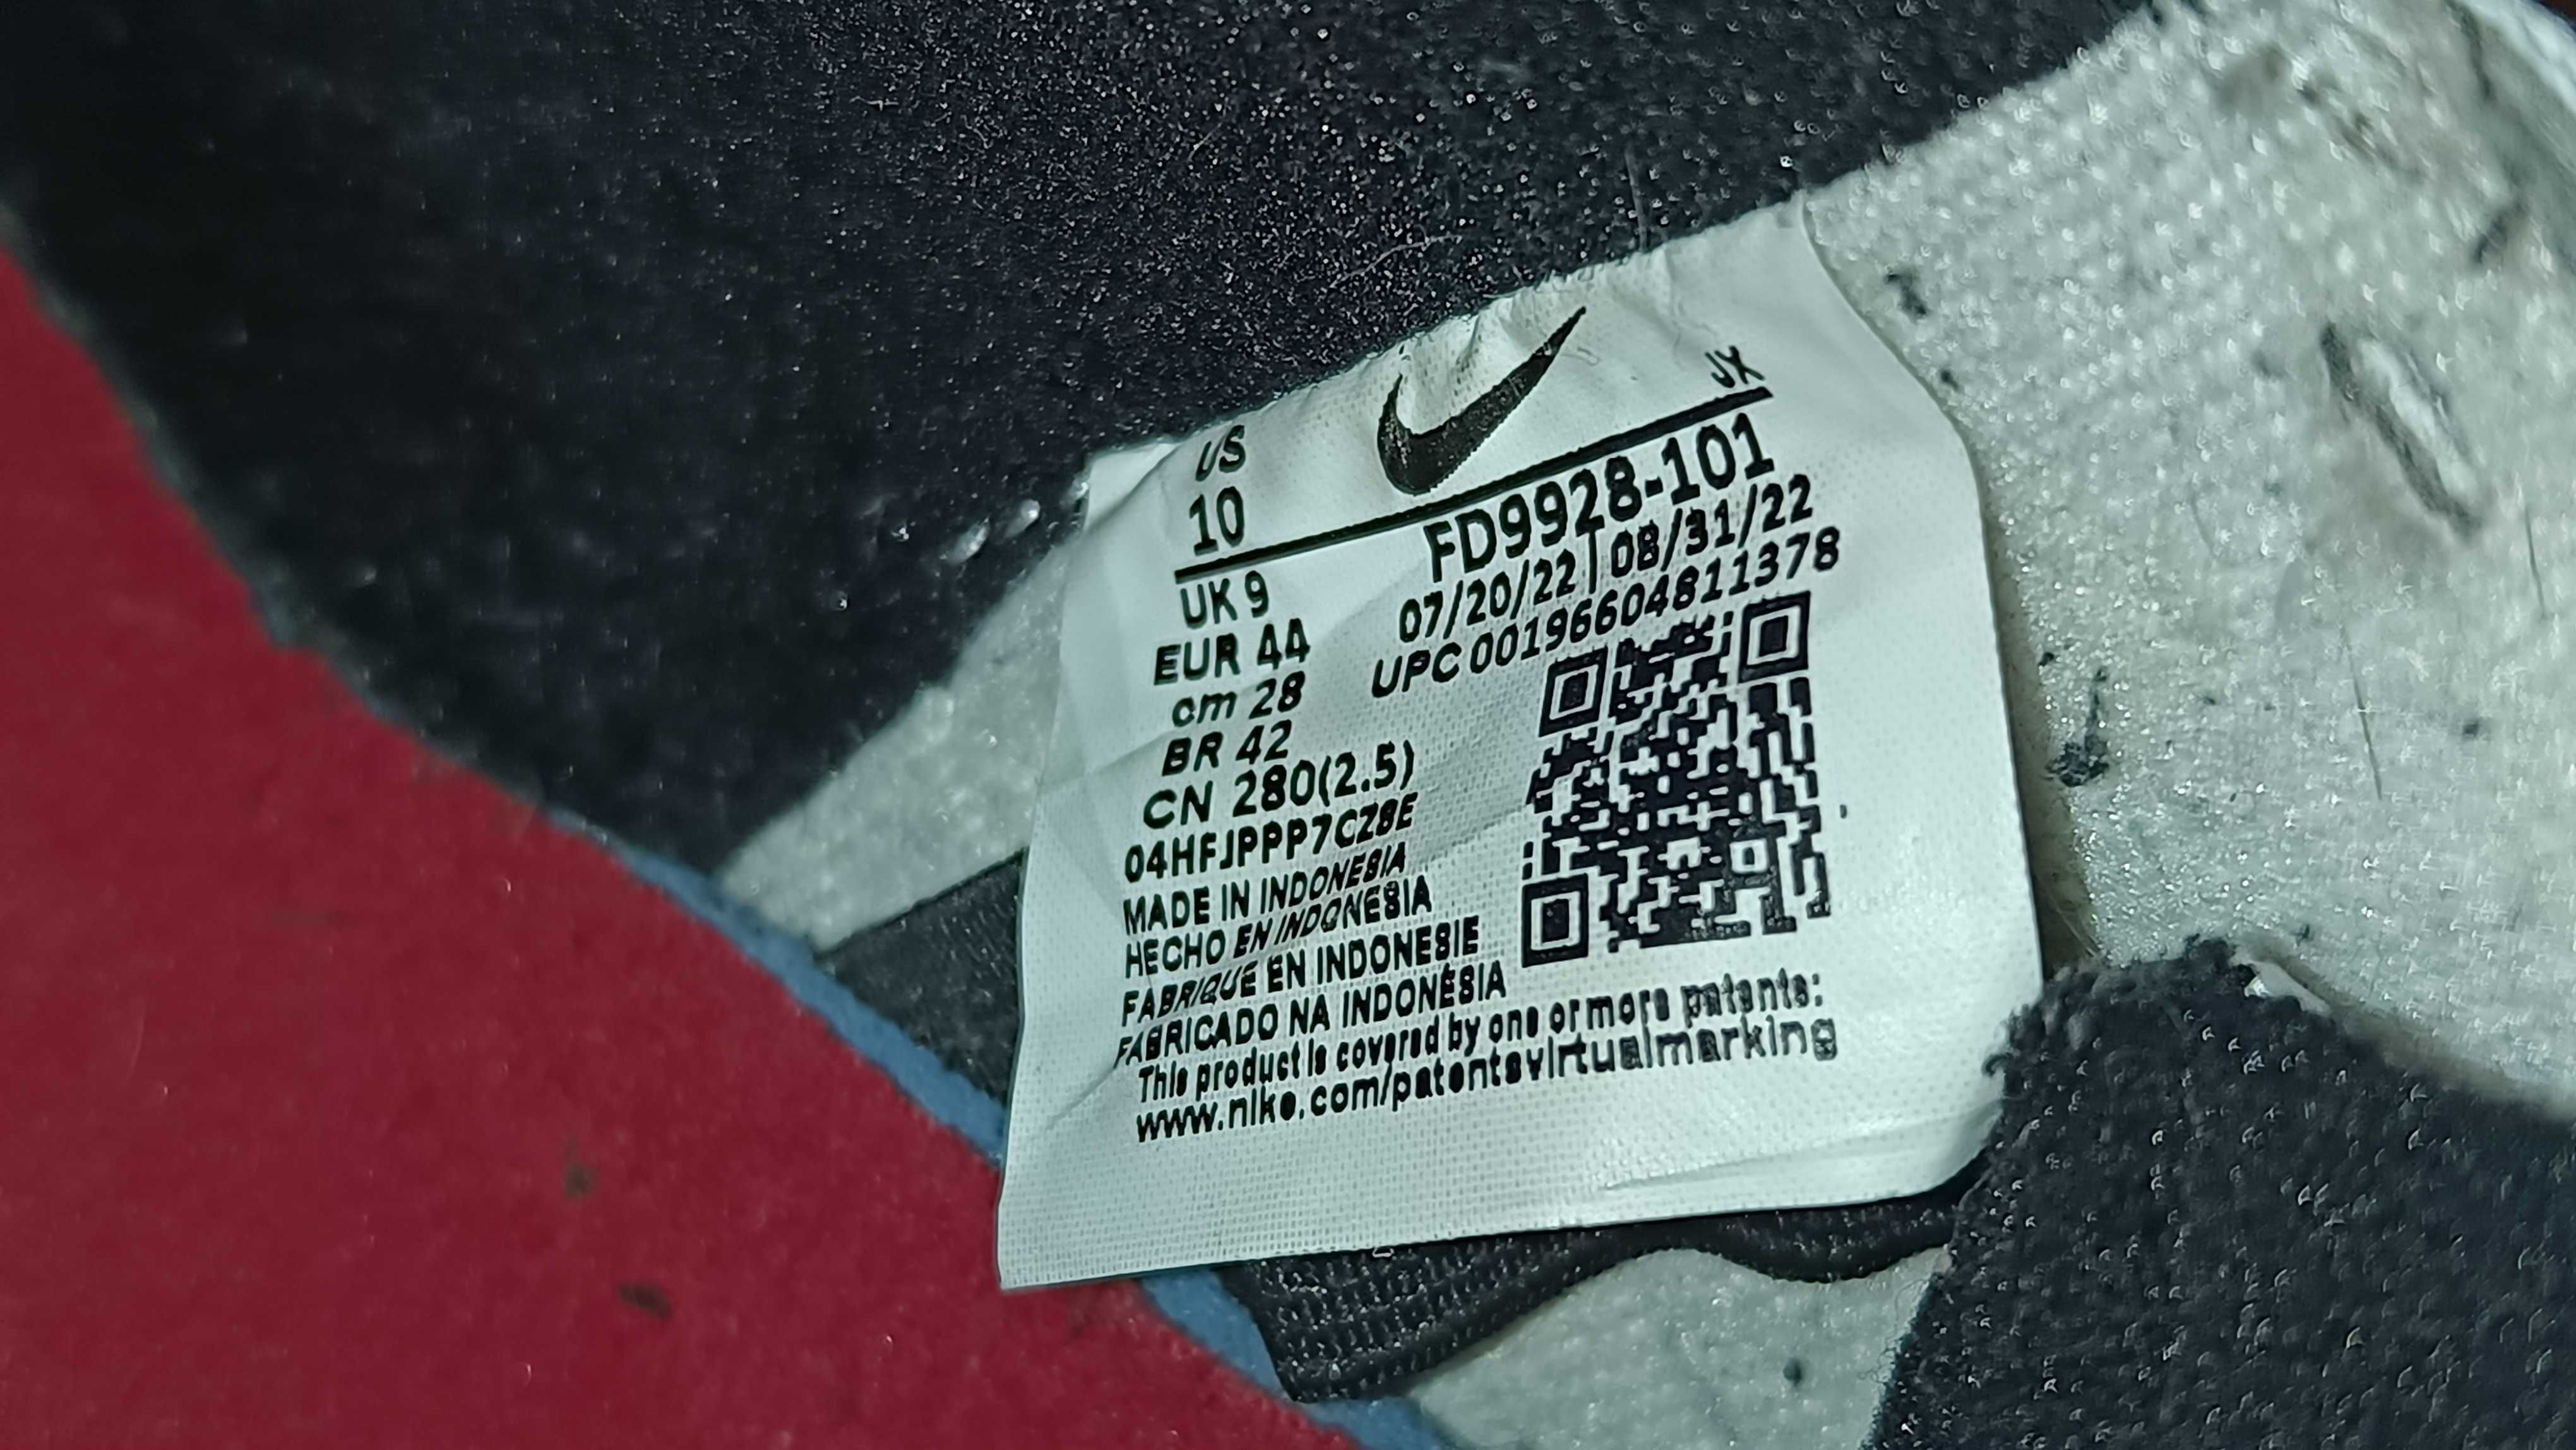 US
10
JX
UK 9
EUR 44
cm 28
BR 42
CN 280(2.5)
FD9928-101
07/20/22 | 08/31/22
UPC 00196604811378
04HFJPPP7CZ8E
MADE IN INDONESIA
HECHO EN INDONESIA
FABRIQUE EN INDONESIE
FABRICADO NA INDONÉSIA
This product is covered by one or more patents:
www.nike.com/patentsvirtualmarking